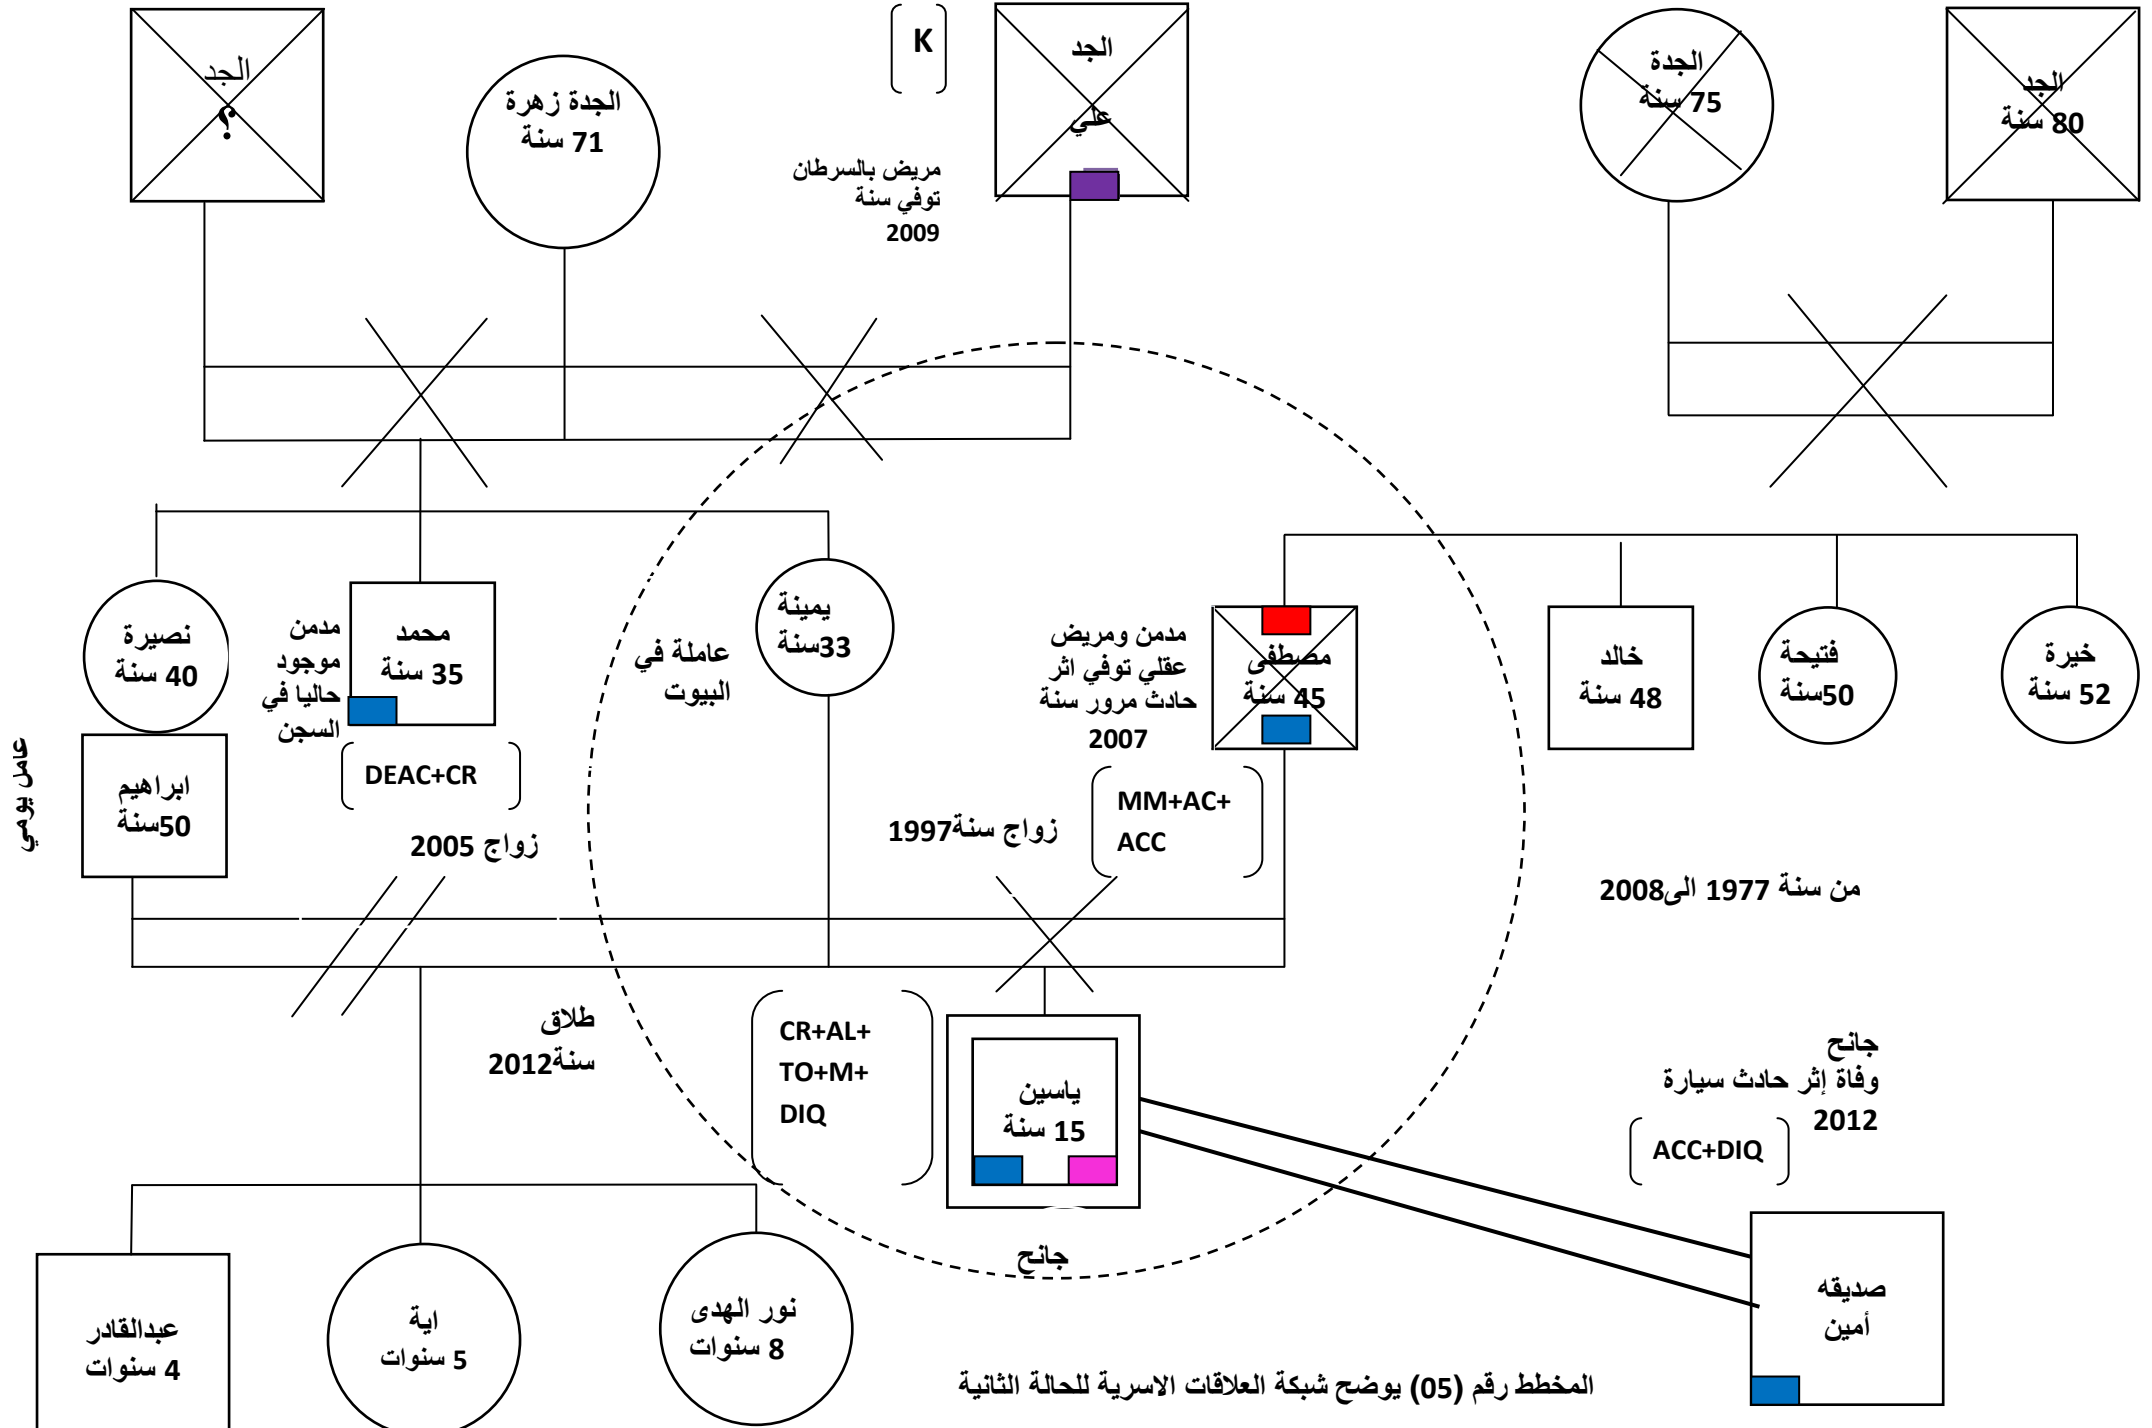 الجد
؟
الجدة زهرة
71 سنة
K
الجد
علي
مريض بالسرطان
توفي سنة
2009
الجدة
75 سنة
الجد
80 سنة
نصيرة
40 سنة
مدمن
موجود
حاليا في
السجن
محمد
35 سنة
DEAC+CR
عاملة في
البيوت
يمينة
33سنة
مدمن ومريض
عقلي توفي اثر
حادث مرور سنة
2007
مصطفى
45 سنة
MM+AC+
ACC
خالد
48 سنة
فتيحة
50سنة
خيرة
52 سنة
عامل يومي
ابراهيم
50سنة
زواج 2005
زواج سنة1997
من سنة 1977 الى2008
طلاق
سنة2012
CR+AL+
TO+M+
DIQ
ياسين
15 سنة
جانح
جانح
وفاة إثر حادث سيارة
2012
ACC+DIQ
صديقه
أمين
عبدالقادر
4 سنوات
اية
5 سنوات
نور الهدى
8 سنوات
المخطط رقم (05) يوضح شبكة العلاقات الاسرية للحالة الثانية